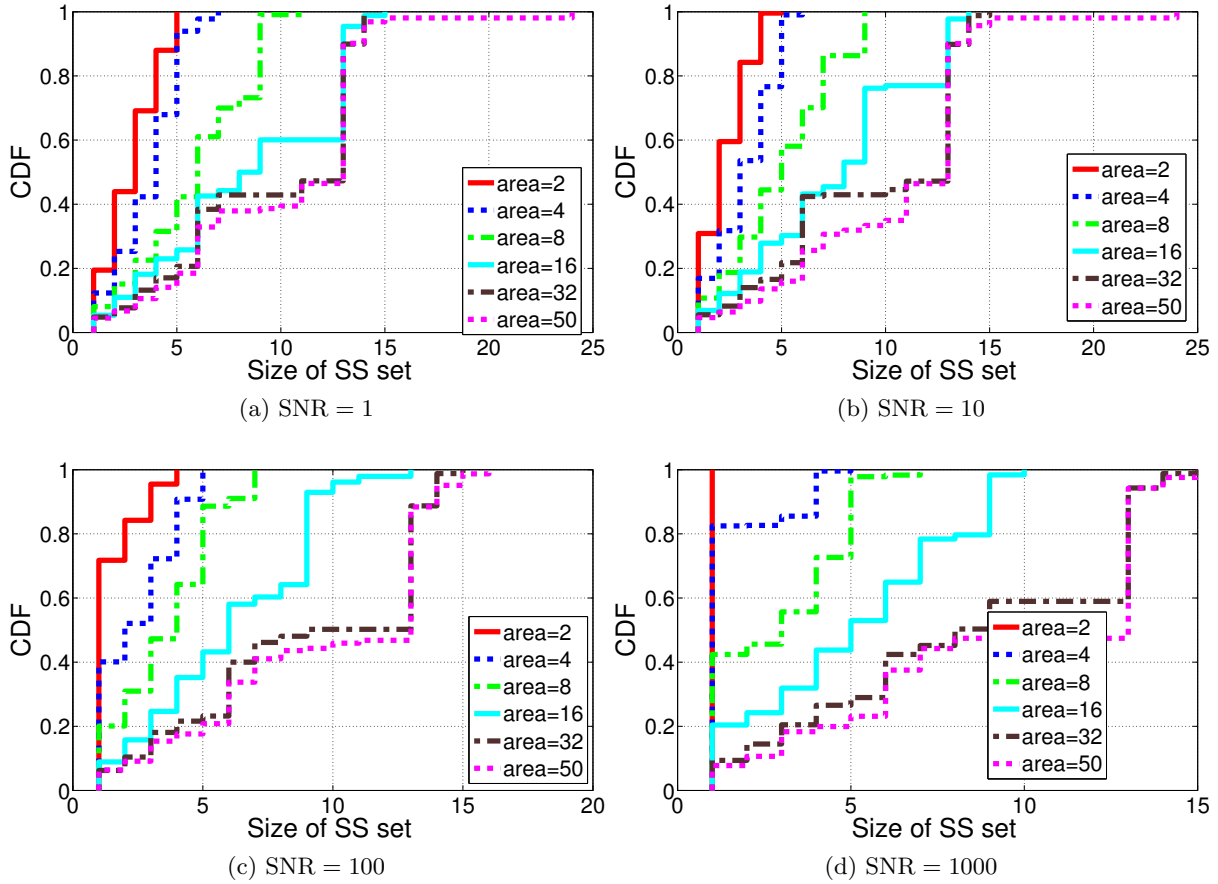 1
0.8
0.6
0.4
0.2
0
CDF
0 5 10 15 20 25
Size of SS set
area=2
area=4
area=8
area=16
area=32
area=50
(a) SNR = 1
1
0.8
0.6
0.4
0.2
0
CDF
0 5 10 15 20 25
Size of SS set
area=2
area=4
area=8
area=16
area=32
area=50
(b) SNR = 10
1
0.8
0.6
0.4
0.2
0
CDF
0 5 10 15 20
Size of SS set
area=2
area=4
area=8
area=16
area=32
area=50
(c) SNR = 100
1
0.8
0.6
0.4
0.2
0
CDF
0 5 10 15
Size of SS set
area=2
area=4
area=8
area=16
area=32
area=50
(d) SNR = 1000